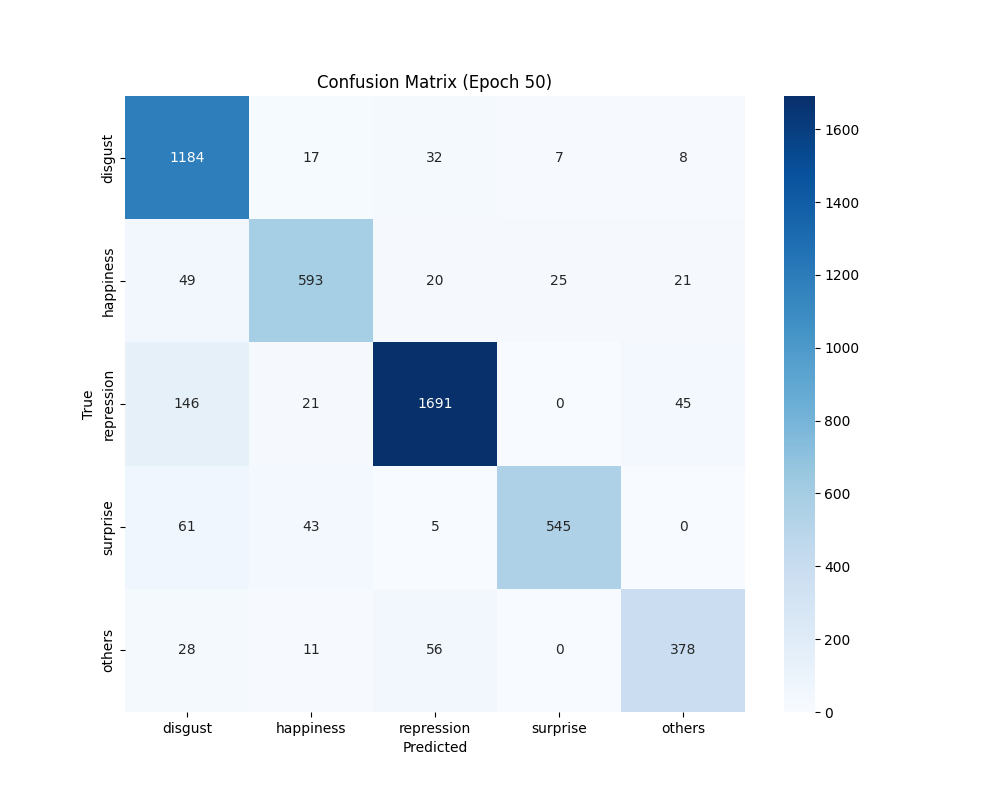 Confusion Matrix (Epoch 50)
disgust 1184 17 32 7 8
happiness 49 593 20 25 21
repression 146 21 1691 0 45
surprise 61 43 5 545 0
others 28 11 56 0 378
disgust happiness repression surprise others
Predicted
True
1600
1400
1200
1000
800
600
400
200
0